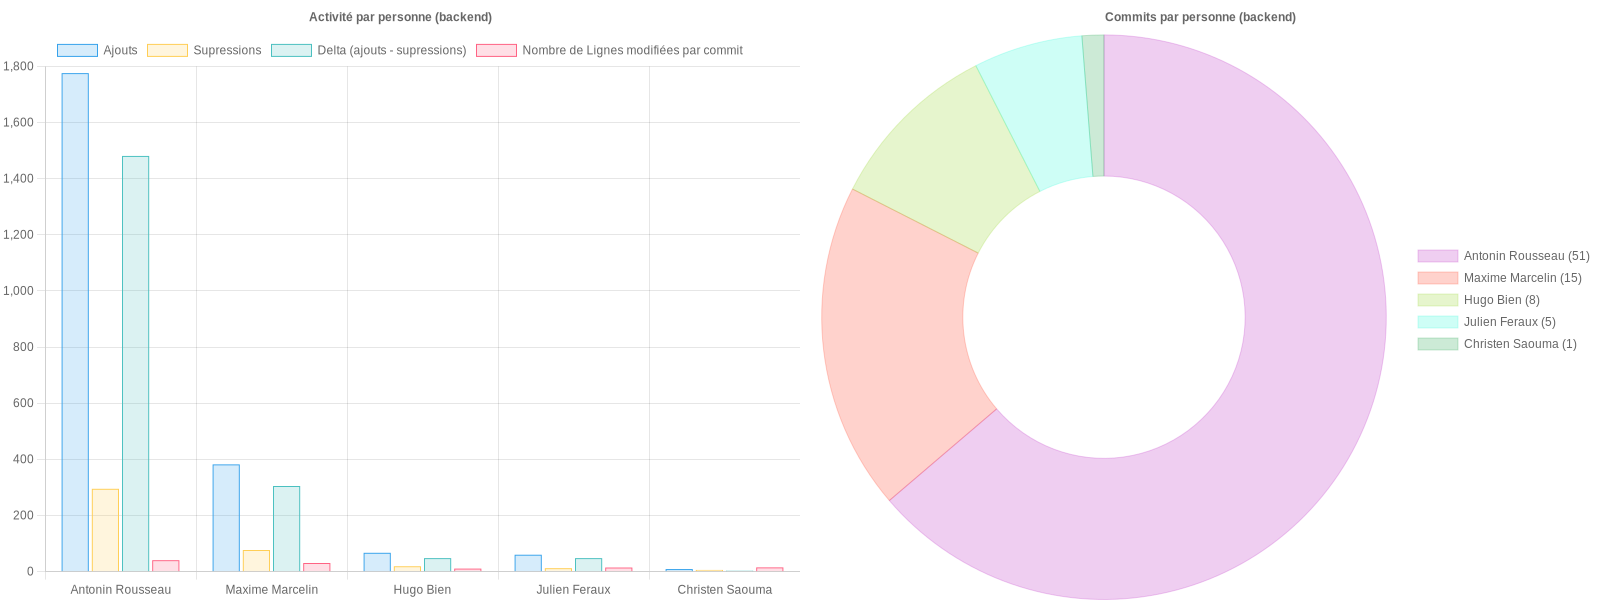 Activité par personne (backend)
Ajouts
Supressions
Delta (ajouts - supressions)
Nombre de Lignes modifiées par commit
1,800
1,600
1,400
1,200
1,000
800
600
400
200
0
Antonin Rousseau
Maxime Marcelin
Hugo Bien
Julien Feraux
Christen Saouma
Commits par personne (backend)
Antonin Rousseau (51)
Maxime Marcelin (15)
Hugo Bien (8)
Julien Feraux (5)
Christen Saouma (1)